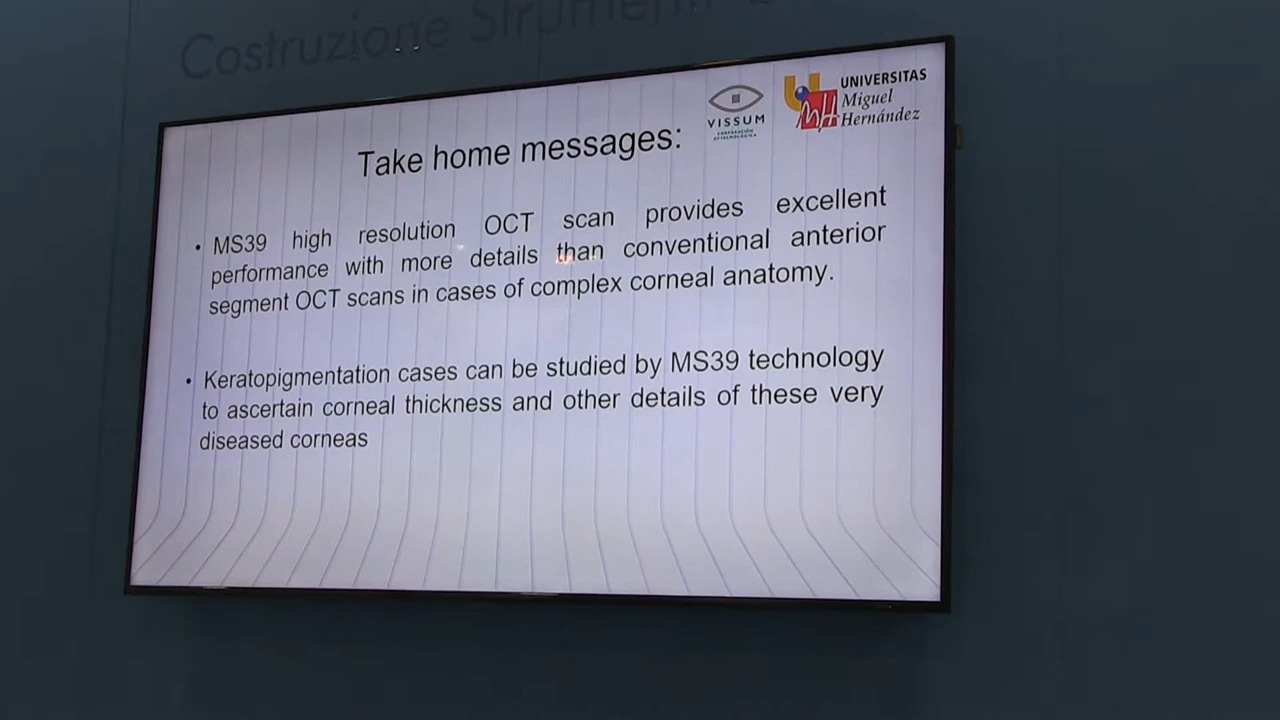 Costruzione Strumenti
VISSUM
CORPORACIÓN
OFTALMOLÓGICA
UNIVERSITAS
Miguel
Hernández
Take home messages:
• MS39 high resolution OCT scan provides excellent
performance with more details than conventional anterior
segment OCT scans in cases of complex corneal anatomy.
• Keratopigmentation cases can be studied by MS39 technology
to ascertain corneal thickness and other details of these very
diseased corneas